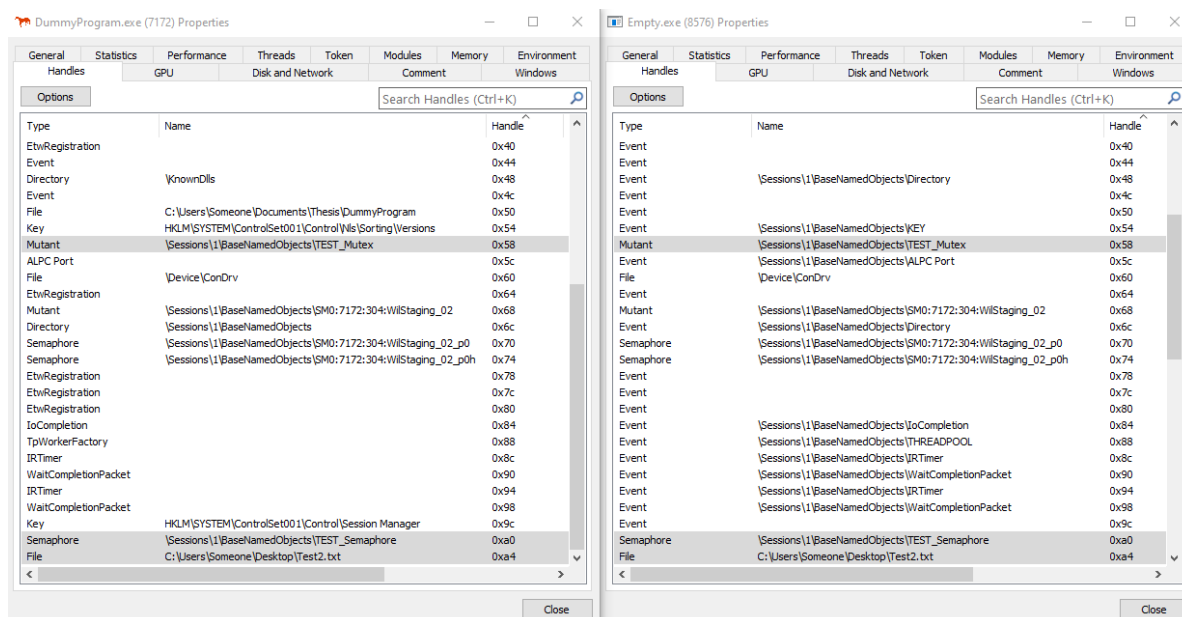 DummyProgram.exe (7172) Properties
General Statistics Performance Threads Token Modules Memory Environment
Handles GPU Disk and Network Comment Windows
Options Search Handles (Ctrl+K)
Type Name Handle
EtwRegistration 0x40
Event 0x44
Directory \KnownDlls 0x48
Event 0x4c
File C:\Users\Someone\Documents\Thesis\DummyProgram 0x50
Key HKLM\SYSTEM\ControlSet001\Control\Nls\Sorting\Versions 0x54
Mutant \Sessions\1\BaseNamedObjects\TEST_Mutex 0x58
ALPC Port 0x5c
File \Device\ConDrv 0x60
EtwRegistration 0x64
Mutant \Sessions\1\BaseNamedObjects\SM0:7172:304:WilStaging_02 0x68
Directory \Sessions\1\BaseNamedObjects 0x6c
Semaphore \Sessions\1\BaseNamedObjects\SM0:7172:304:WilStaging_02_p0 0x70
Semaphore \Sessions\1\BaseNamedObjects\SM0:7172:304:WilStaging_02_p0h 0x74
EtwRegistration 0x78
EtwRegistration 0x7c
EtwRegistration 0x80
IoCompletion 0x84
TpWorkerFactory 0x88
IRTimer 0x8c
WaitCompletionPacket 0x90
IRTimer 0x94
WaitCompletionPacket 0x98
Key HKLM\SYSTEM\ControlSet001\Control\Session Manager 0x9c
Semaphore \Sessions\1\BaseNamedObjects\TEST_Semaphore 0xa0
File C:\Users\Someone\Desktop\Test2.txt 0xa4
Close
Empty.exe (8576) Properties
General Statistics Performance Threads Token Modules Memory Environment
Handles GPU Disk and Network Comment Windows
Options Search Handles (Ctrl+K)
Type Name Handle
Event 0x40
Event 0x44
Event \Sessions\1\BaseNamedObjects\Directory 0x48
Event 0x4c
Event 0x50
Event \Sessions\1\BaseNamedObjects\KEY 0x54
Mutant \Sessions\1\BaseNamedObjects\TEST_Mutex 0x58
Event \Sessions\1\BaseNamedObjects\ALPC Port 0x5c
File \Device\ConDrv 0x60
Event 0x64
Mutant \Sessions\1\BaseNamedObjects\SM0:7172:304:WilStaging_02 0x68
Event \Sessions\1\BaseNamedObjects\Directory 0x6c
Semaphore \Sessions\1\BaseNamedObjects\SM0:7172:304:WilStaging_02_p0 0x70
Semaphore \Sessions\1\BaseNamedObjects\SM0:7172:304:WilStaging_02_p0h 0x74
Event 0x78
Event 0x7c
Event 0x80
Event \Sessions\1\BaseNamedObjects\IoCompletion 0x84
Event \Sessions\1\BaseNamedObjects\THREADPOOL 0x88
Event \Sessions\1\BaseNamedObjects\IRTimer 0x8c
Event \Sessions\1\BaseNamedObjects\WaitCompletionPacket 0x90
Event \Sessions\1\BaseNamedObjects\IRTimer 0x94
Event \Sessions\1\BaseNamedObjects\WaitCompletionPacket 0x98
Event 0x9c
Semaphore \Sessions\1\BaseNamedObjects\TEST_Semaphore 0xa0
File C:\Users\Someone\Desktop\Test2.txt 0xa4
Close